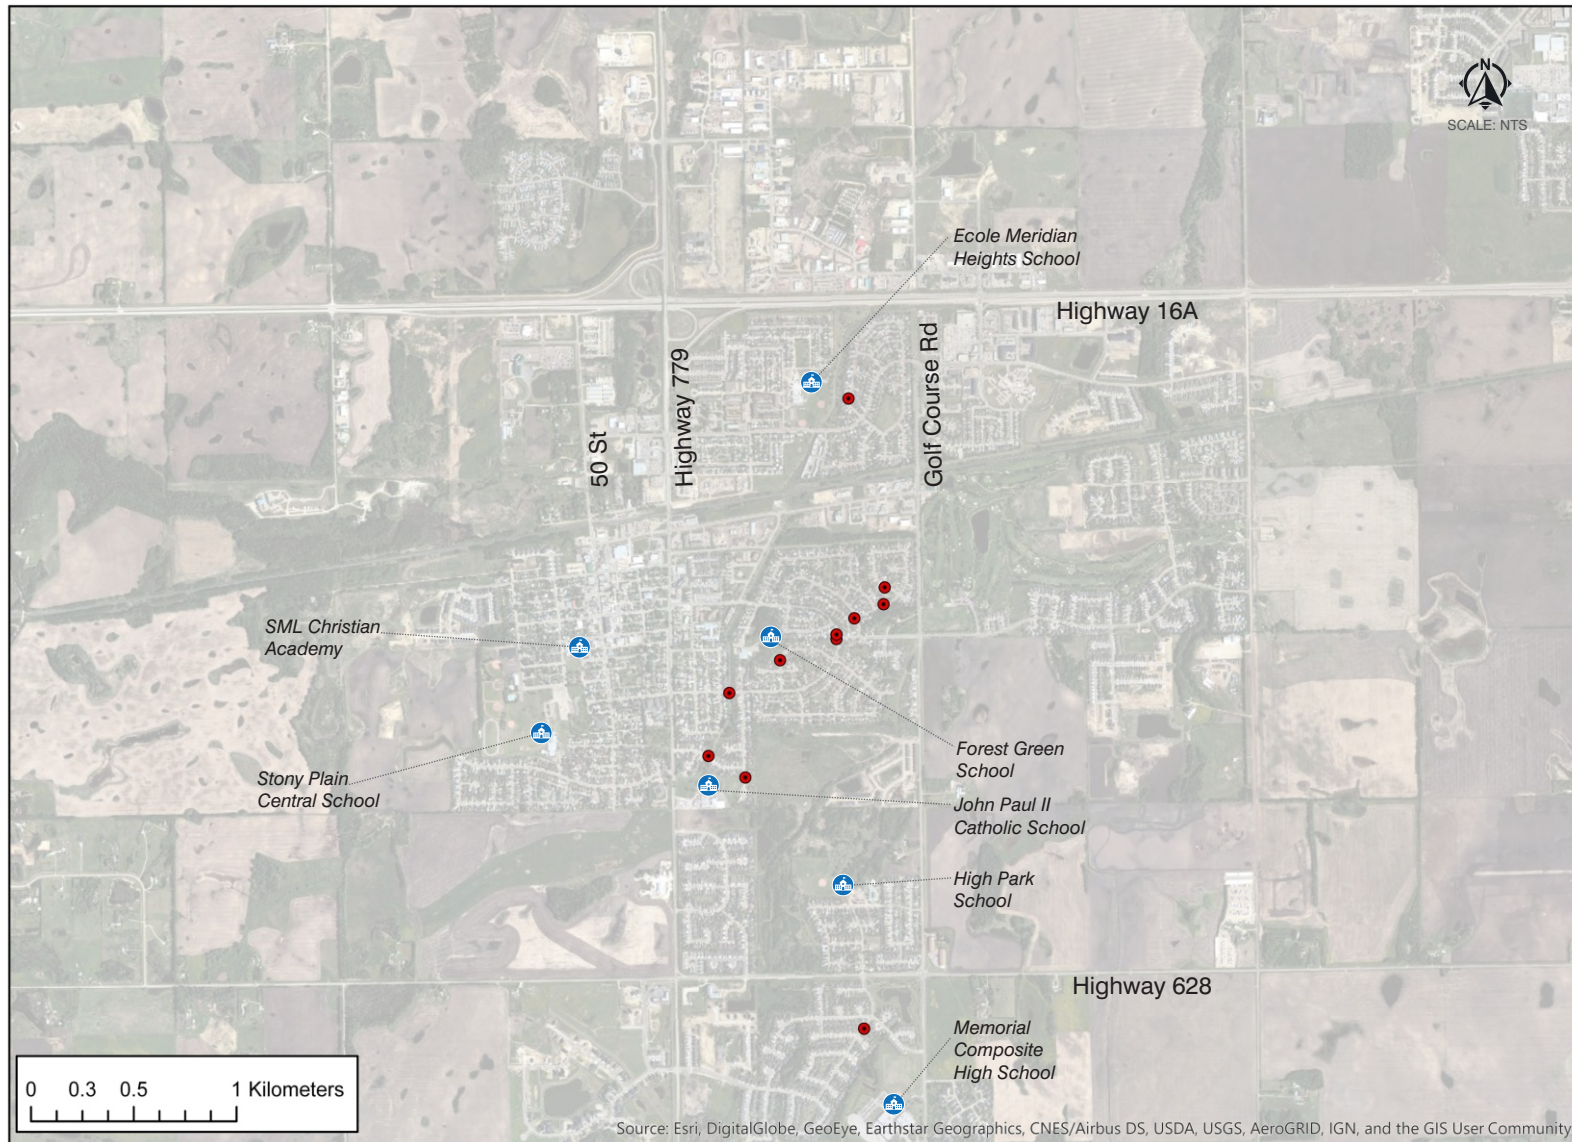 N
SCALE: NTS
Ecole Meridian
Heights School
Highway 16A
Golf Course Rd
Highway 779
50 St
SML Christian
Academy
Stony Plain
Central School
Forest Green
School
John Paul II
Catholic School
High Park
School
Highway 628
Memorial
Composite
High School
0 0.3 0.5 1 Kilometers
Source: Esri, DigitalGlobe, GeoEye, Earthstar Geographics, CNES/Airbus DS, USDA, USGS, AeroGRID, IGN, and the GIS User Community